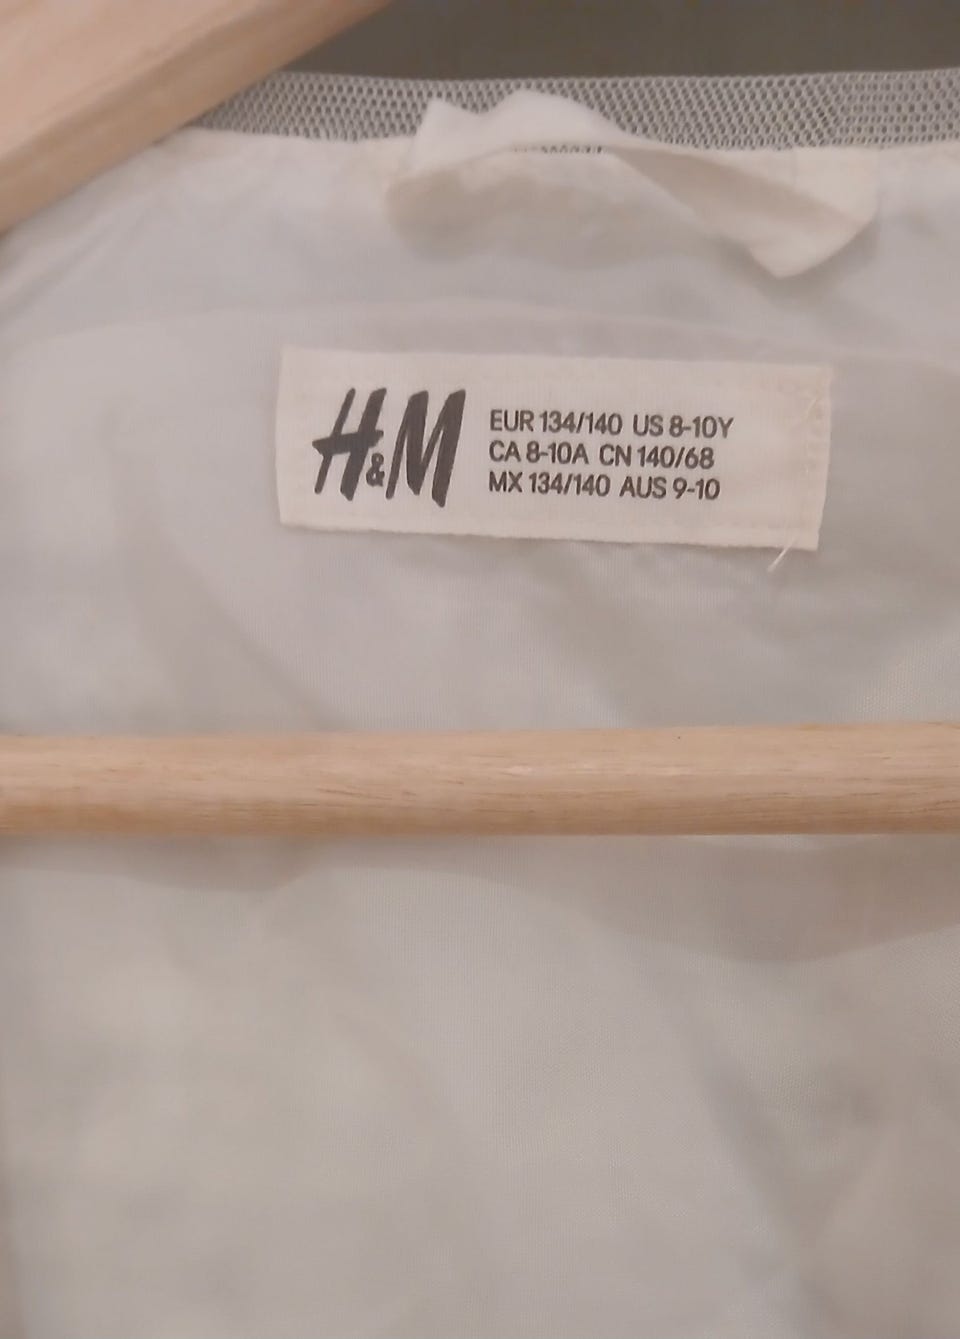 H&M
EUR 134/140 US 8-10Y
CA 8-10A CN 140/68
MX 134/140 AUS 9-10